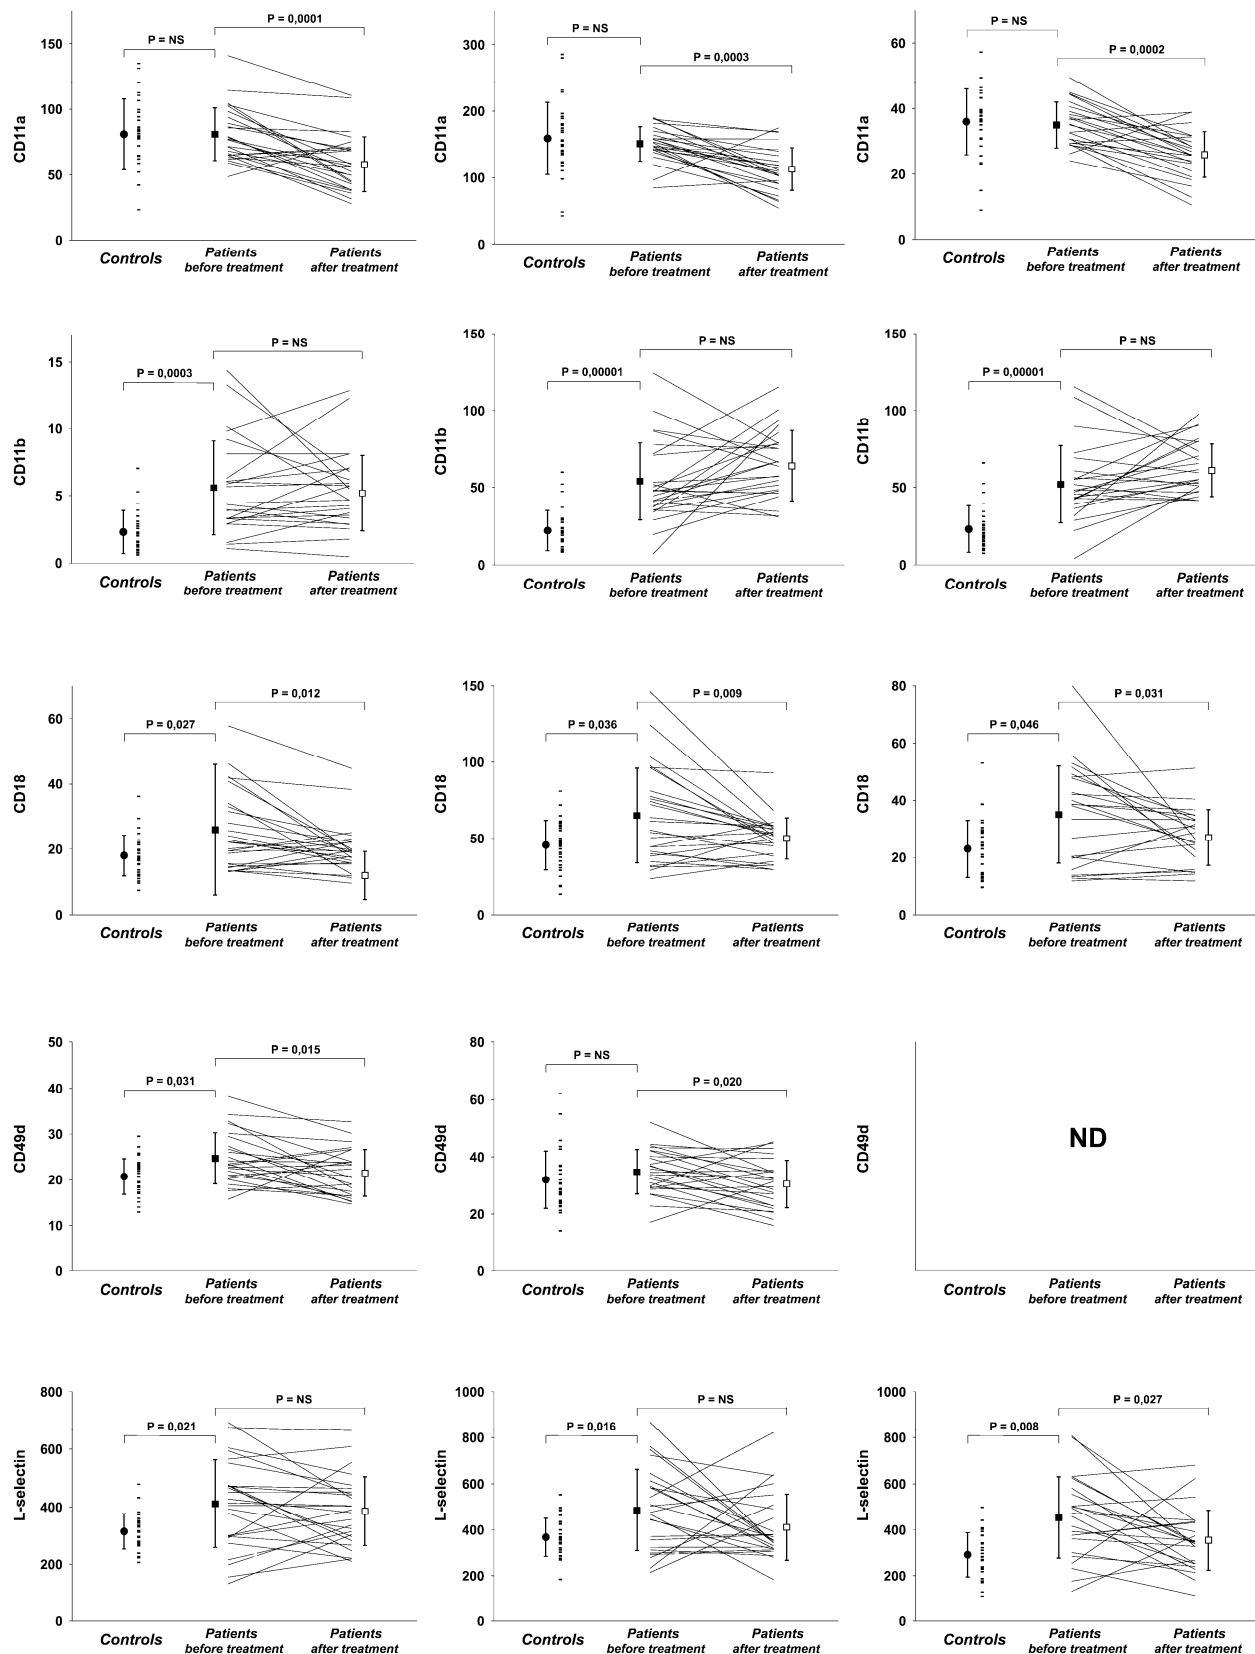 P = 0,0001
P = NS
150
100
50
0
CD11a
Controls
Patients
before treatment
Patients
after treatment
P = NS
P = 0,0003
300
200
100
0
CD11a
Controls
Patients
before treatment
Patients
after treatment
P = NS
P = 0,0002
60
40
20
0
CD11a
Controls
Patients
before treatment
Patients
after treatment
P = NS
P = 0,0003
15
10
5
0
CD11b
Controls
Patients
before treatment
Patients
after treatment
P = NS
P = 0,00001
150
100
50
0
CD11b
Controls
Patients
before treatment
Patients
after treatment
P = NS
P = 0,00001
150
100
50
0
CD11b
Controls
Patients
before treatment
Patients
after treatment
P = 0,012
P = 0,027
60
40
20
0
CD18
Controls
Patients
before treatment
Patients
after treatment
P = 0,009
P = 0,036
150
100
50
0
CD18
Controls
Patients
before treatment
Patients
after treatment
P = 0,031
P = 0,046
80
60
40
20
0
CD18
Controls
Patients
before treatment
Patients
after treatment
P = 0,015
P = 0,031
50
40
30
20
10
0
CD49d
Controls
Patients
before treatment
Patients
after treatment
P = NS
P = 0,020
80
60
40
20
0
CD49d
Controls
Patients
before treatment
Patients
after treatment
CD49d
ND
Controls
Patients
before treatment
Patients
after treatment
P = NS
P = 0,021
800
600
400
200
0
L-selectin
Controls
Patients
before treatment
Patients
after treatment
P = NS
P = 0,016
1000
800
600
400
200
0
L-selectin
Controls
Patients
before treatment
Patients
after treatment
P = 0,027
P = 0,008
1000
800
600
400
200
0
L-selectin
Controls
Patients
before treatment
Patients
after treatment